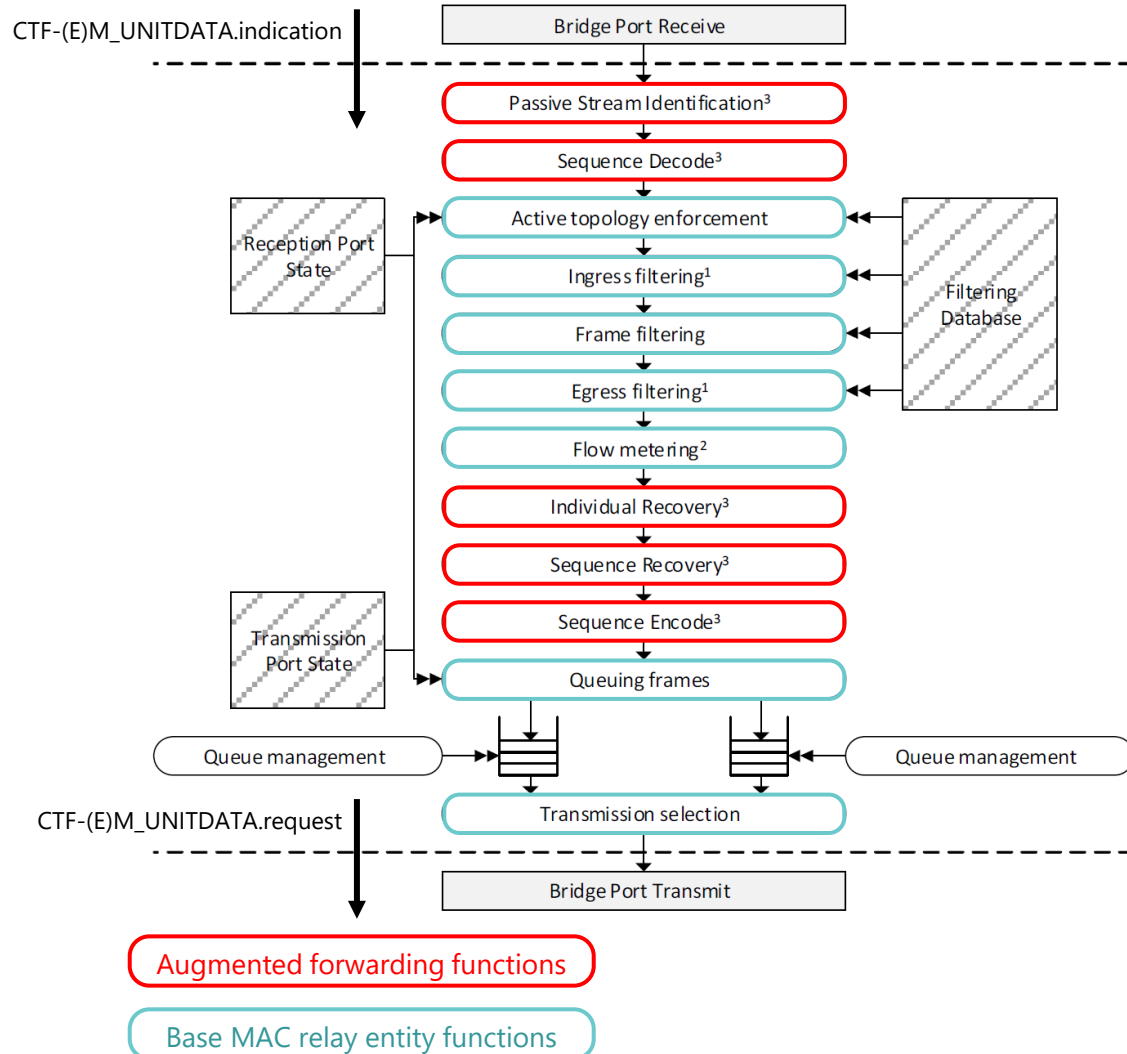 CTF-(E)M_UNITDATA.indication
Bridge Port Receive
Passive Stream Identification³
Sequence Decode³
Active topology enforcement
Reception Port
State
Ingress filtering¹
Filtering
Database
Frame filtering
Egress filtering¹
Flow metering²
Individual Recovery³
Sequence Recovery³
Sequence Encode³
Transmission
Port State
Queuing frames
Queue management
Queue management
CTF-(E)M_UNITDATA.request
Transmission selection
Bridge Port Transmit
Augmented forwarding functions
Base MAC relay entity functions